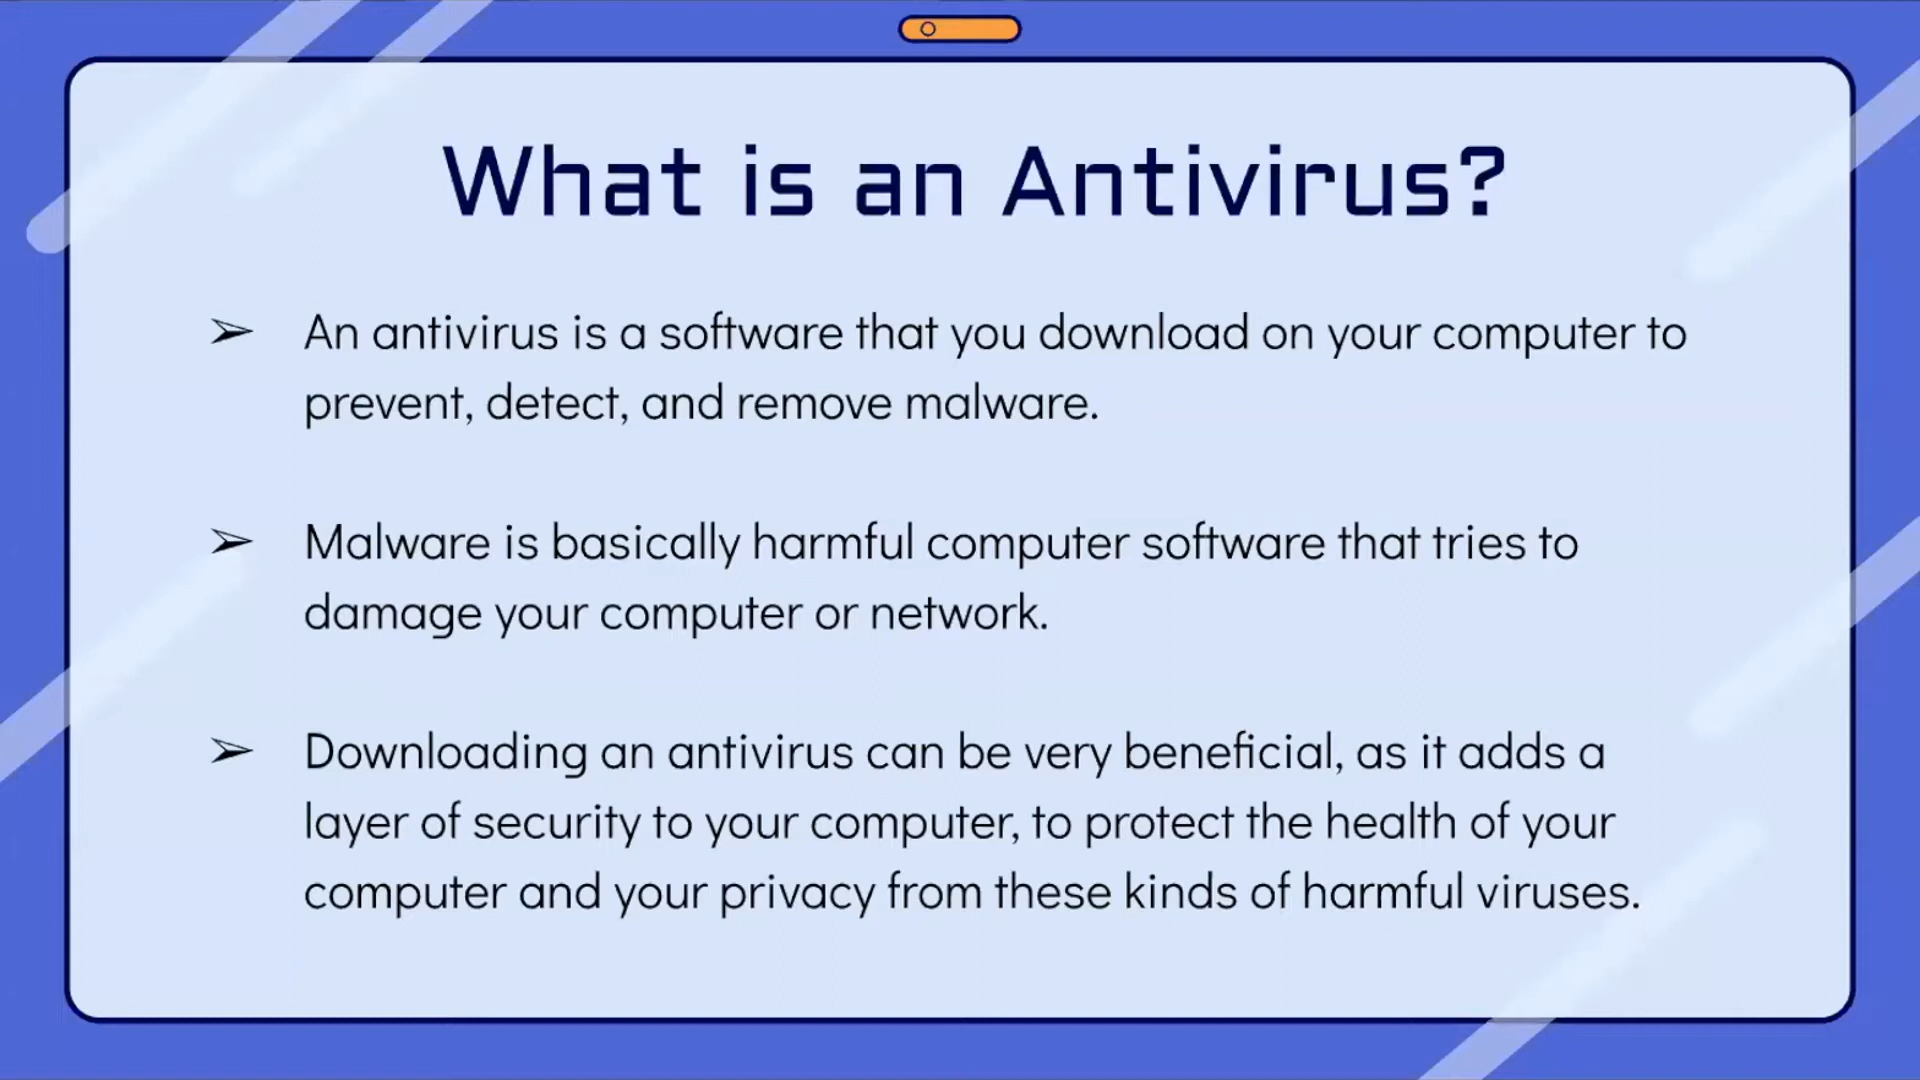 What is an Antivirus?
➢ An antivirus is a software that you download on your computer to
prevent, detect, and remove malware.
➢ Malware is basically harmful computer software that tries to
damage your computer or network.
➢ Downloading an antivirus can be very beneficial, as it adds a
layer of security to your computer, to protect the health of your
computer and your privacy from these kinds of harmful viruses.